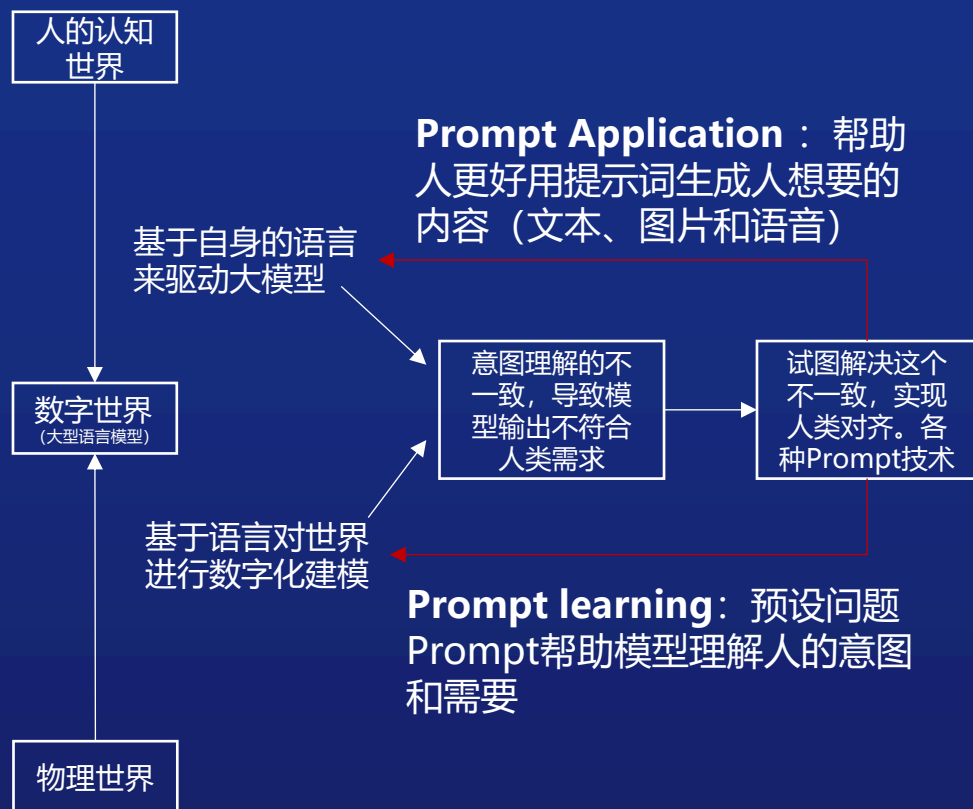 人的认知
世界
Prompt Application ：帮助
人更好用提示词生成人想要的
内容（文本、图片和语音）
基于自身的语言
来驱动大模型
意图理解的不
一致，导致模
型输出不符合
人类需求
试图解决这个
不一致，实现
人类对齐。各
种Prompt技术
数字世界
（大型语言模型）
基于语言对世界
进行数字化建模
Prompt learning：预设问题
Prompt帮助模型理解人的意图
和需要
物理世界